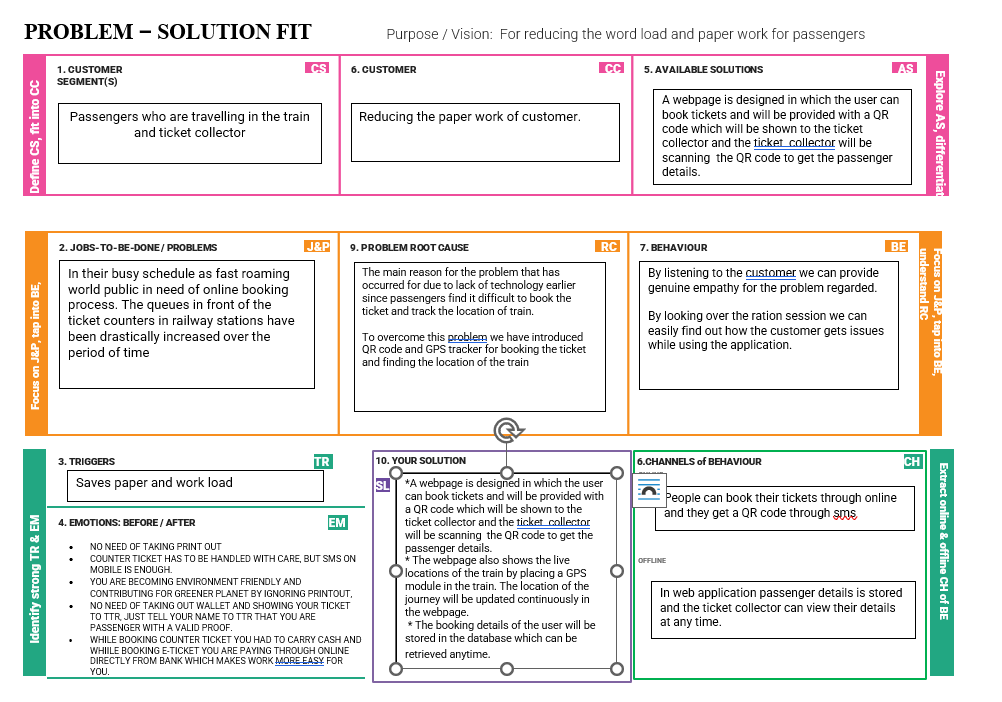 PROBLEM – SOLUTION FIT
Purpose / Vision: For reducing the word load and paper work for passengers
Define CS, fit into CC
1. CUSTOMER
SEGMENT(S)
CS
Passengers who are travelling in the train
and ticket collector
6. CUSTOMER
CC
Reducing the paper work of customer.
5. AVAILABLE SOLUTIONS
AS
A webpage is designed in which the user can
book tickets and will be provided with a QR
code which will be shown to the ticket
collector and the ticket collector will be
scanning the QR code to get the passenger
details.
Explore AS, differentiat
Focus on J&P, tap into BE,
2. JOBS-TO-BE-DONE / PROBLEMS
J&P
In their busy schedule as fast roaming
world public in need of online booking
process. The queues in front of the
ticket counters in railway stations have
been drastically increased over the
period of time
9. PROBLEM ROOT CAUSE
RC
The main reason for the problem that has
occurred for due to lack of technology earlier
since passengers find it difficult to book the
ticket and track the location of train.
To overcome this problem we have introduced
QR code and GPS tracker for booking the ticket
and finding the location of the train
7. BEHAVIOUR
BE
By listening to the customer we can provide
genuine empathy for the problem regarded.
By looking over the ration session we can
easily find out how the customer gets issues
while using the application.
Focus on J&P, tap into BE,
understand RC
Identify strong TR & EM
3. TRIGGERS
TR
Saves paper and work load
4. EMOTIONS: BEFORE / AFTER
EM
• NO NEED OF TAKING PRINT OUT
• COUNTER TICKET HAS TO BE HANDLED WITH CARE, BUT SMS ON
MOBILE IS ENOUGH.
• YOU ARE BECOMING ENVIRONMENT FRIENDLY AND
CONTRIBUTING FOR GREENER PLANET BY IGNORING PRINTOUT,
• NO NEED OF TAKING OUT WALLET AND SHOWING YOUR TICKET
TO TTR, JUST TELL YOUR NAME TO TTR THAT YOU ARE
PASSENGER WITH A VALID PROOF.
• WHILE BOOKING COUNTER TICKET YOU HAD TO CARRY CASH AND
WHIILE BOOKING E-TICKET YOU ARE PAYING THROUGH ONLINE
DIRECTLY FROM BANK WHICH MAKES WORK MORE EASY FOR
YOU.
10. YOUR SOLUTION
SL
*A webpage is designed in which the user
can book tickets and will be provided with
a QR code which will be shown to the
ticket collector and the ticket collector
will be scanning the QR code to get the
passenger details.
* The webpage also shows the live
locations of the train by placing a GPS
module in the train. The location of the
journey will be updated continuously in
the webpage.
* The booking details of the user will be
stored in the database which can be
retrieved anytime.
6.CHANNELS of BEHAVIOUR
CH
People can book their tickets through online
and they get a QR code through sms
OFFLINE
In web application passenger details is stored
and the ticket collector can view their details
at any time.
Extract online & offline CH of BE